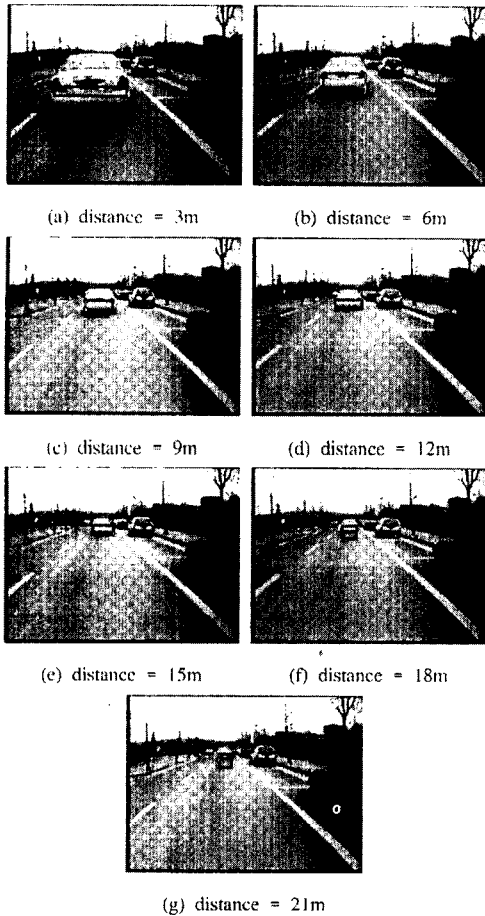 (a) distance = 3m
(b) distance = 6m
(c) distance = 9m
(d) distance = 12m
(e) distance = 15m
(f) distance = 18m
(g) distance = 21m